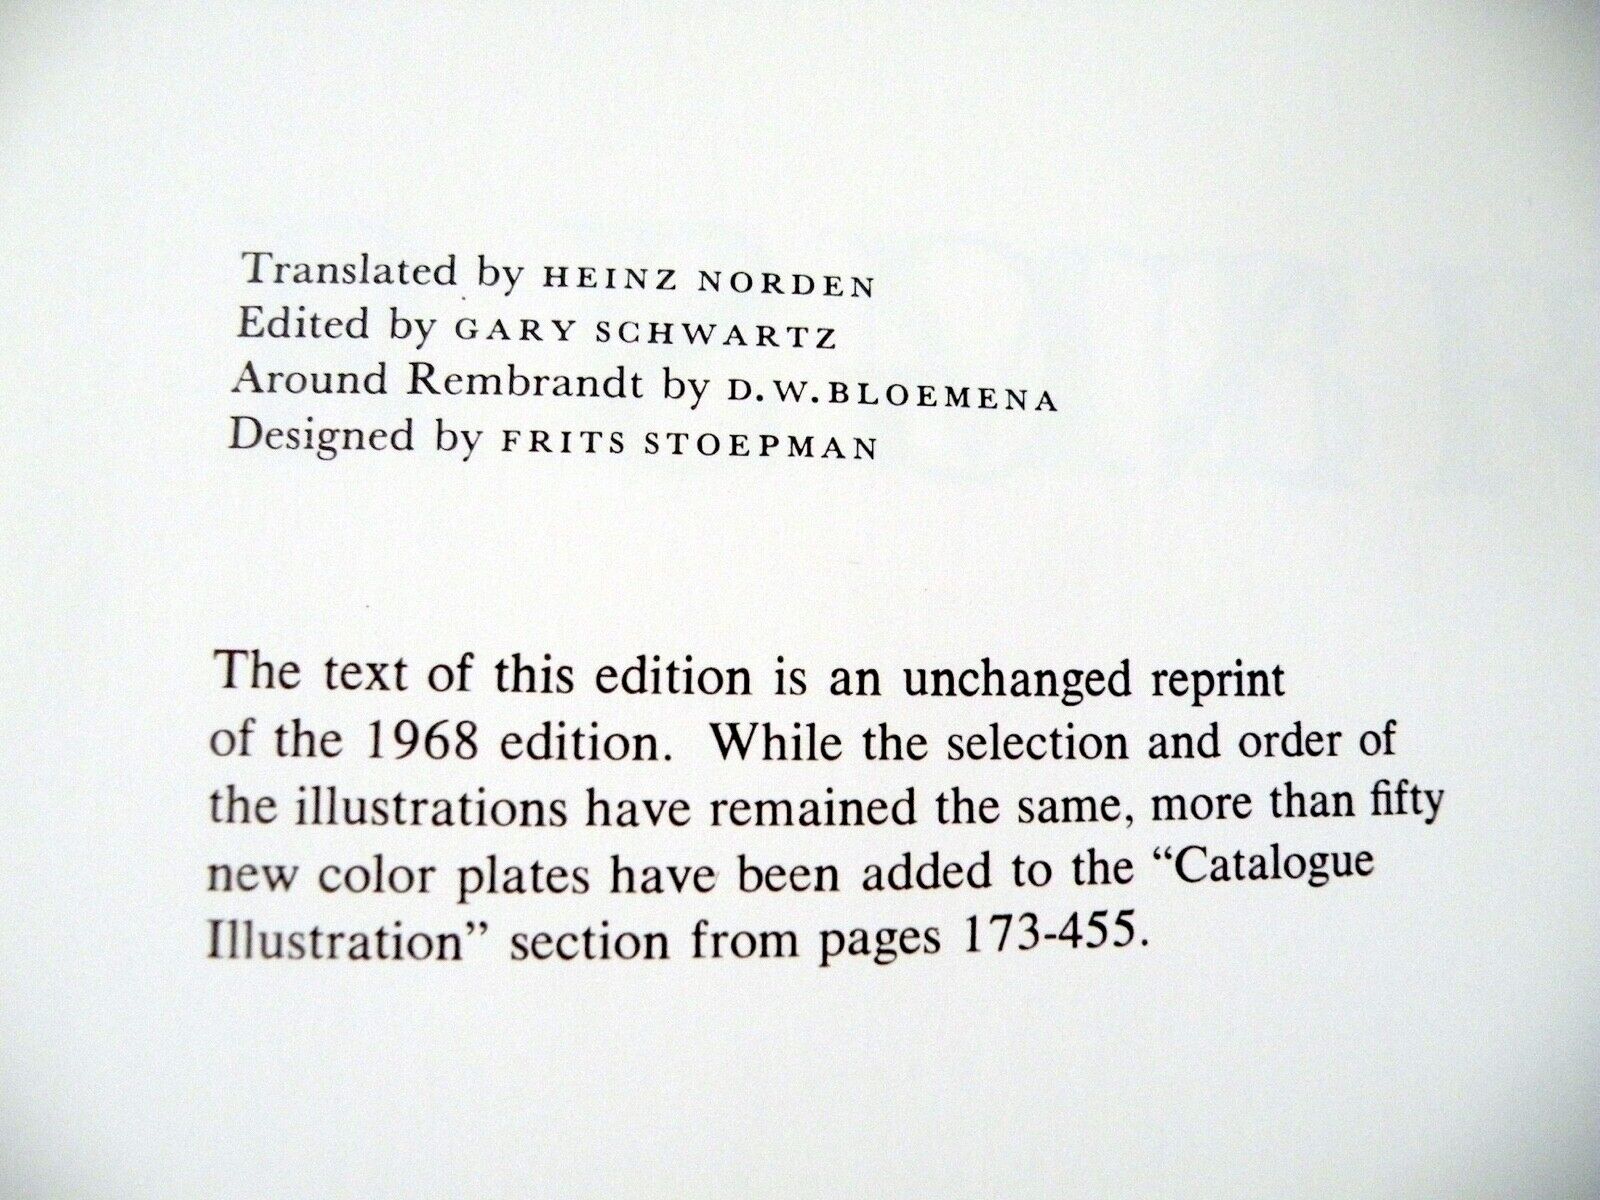 Translated by HEINZ NORDEN
Edited by GARY SCHWARTZ
Around Rembrandt by D.W.BLOEMENA
Designed by FRITS STOEPMAN
The text of this edition is an unchanged reprint
of the 1968 edition. While the selection and order of
the illustrations have remained the same, more than fifty
new color plates have been added to the “Catalogue
Illustration” section from pages 173-455.